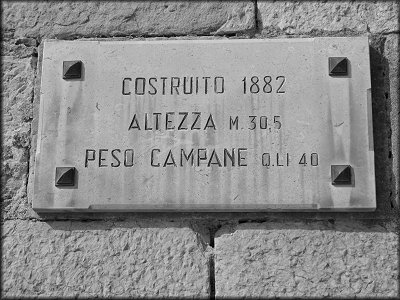 COSTRUITO 1882
ALTEZZA M. 30,5
PESO CAMPANE Q.LI 40